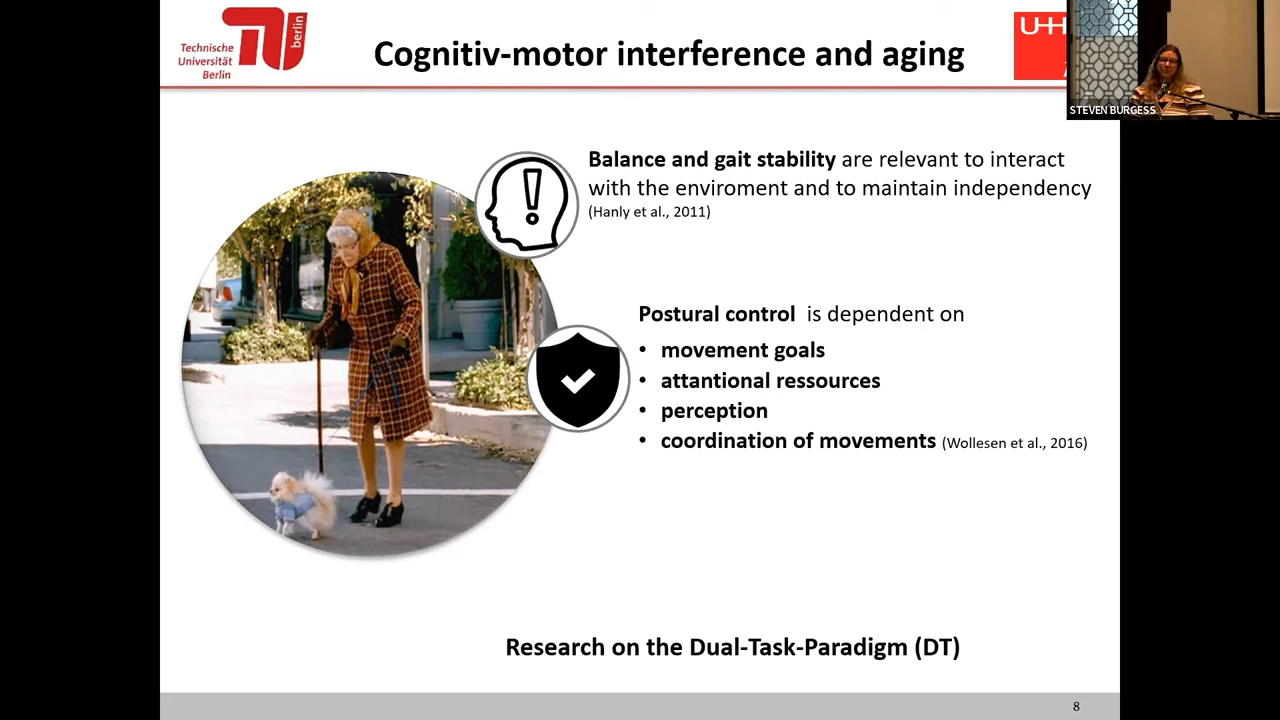 Technische
Universität
Berlin
berlin
Cognitiv-motor interference and aging
UH
STEVEN BURGESS
Balance and gait stability are relevant to interact
with the enviroment and to maintain independency
(Hanly et al., 2011)
Postural control is dependent on
• movement goals
• attantional ressources
• perception
• coordination of movements (Wollesen et al., 2016)
Research on the Dual-Task-Paradigm (DT)
8